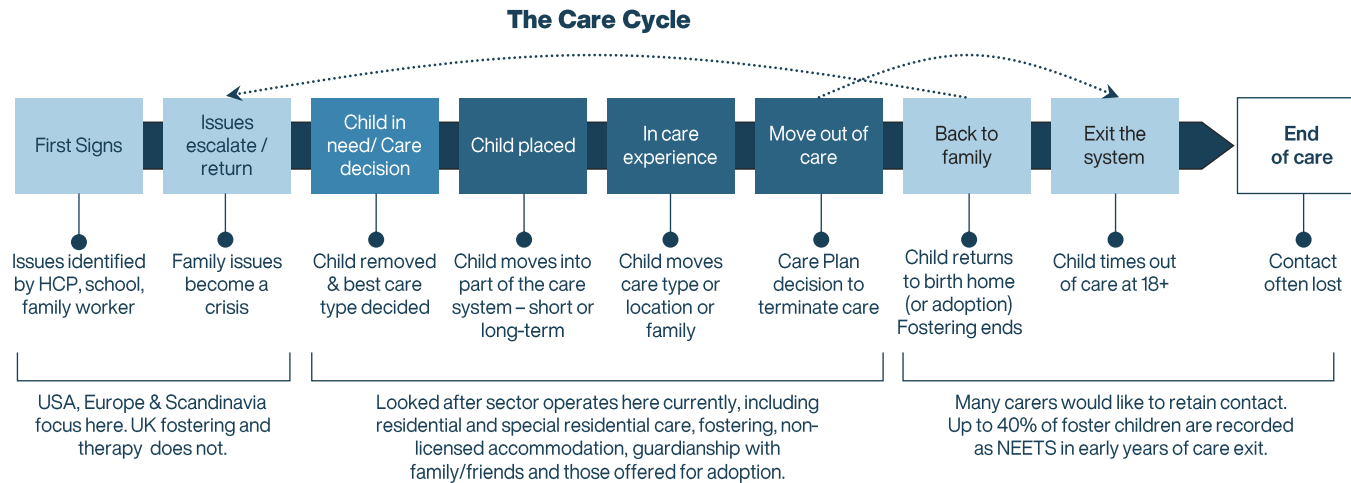 The Care Cycle
First Signs
Issues
escalate /
return
Child in
need/ Care
decision
Child placed
In care
experience
Move out of
care
Back to
family
Exit the
system
End
of care
Issues identified
by HCP, school,
family worker
Family issues
become a
crisis
Child removed
& best care
type decided
Child moves into
part of the care
system – short or
long-term
Child moves
care type or
location or
family
Care Plan
decision to
terminate care
Child returns
to birth home
(or adoption)
Fostering ends
Child times out
of care at 18+
Contact
often lost
USA, Europe & Scandinavia
focus here. UK fostering and
therapy does not.
Looked after sector operates here currently, including
residential and special residential care, fostering, non-
licensed accommodation, guardianship with
family/friends and those offered for adoption.
Many carers would like to retain contact.
Up to 40% of foster children are recorded
as NEETS in early years of care exit.